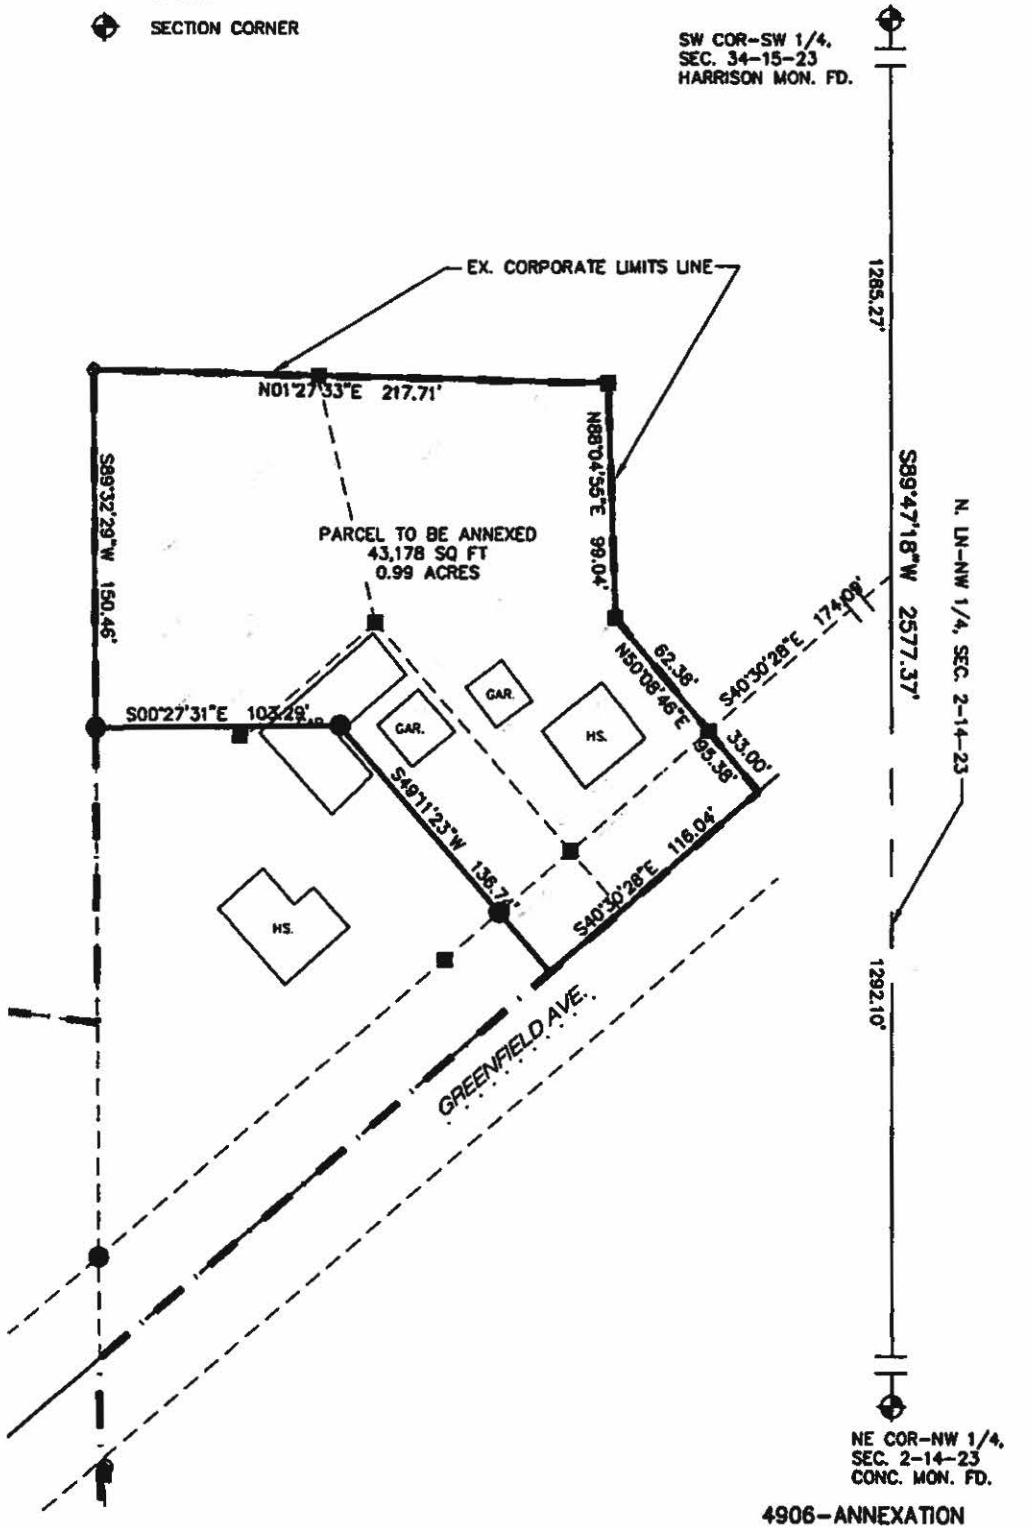 SECTION CORNER
SW COR-SW 1/4,
SEC. 34-15-23
HARRISON MON. FD.
1285.27'
EX. CORPORATE LIMITS LINE
N01°27'33"E 217.71'
S89°32'29"W 150.46'
N88°04'55"E 99.04'
PARCEL TO BE ANNEXED
43,178 SQ FT
0.99 ACRES
S89°47'18"W 2577.37'
N. LN-NW 1/4, SEC. 2-14-23
S40°30'28"E 174.09'
62.38'
N50°08'46"E 95.38'
33.00'
S00°27'31"E 103.29'
GAR.
GAR.
HS.
S49°11'23"W 136.74'
S40°30'28"E 116.04'
HS.
GREENFIELD AVE.
1292.10'
NE COR-NW 1/4,
SEC. 2-14-23
CONC. MON. FD.
4906-ANNEXATION